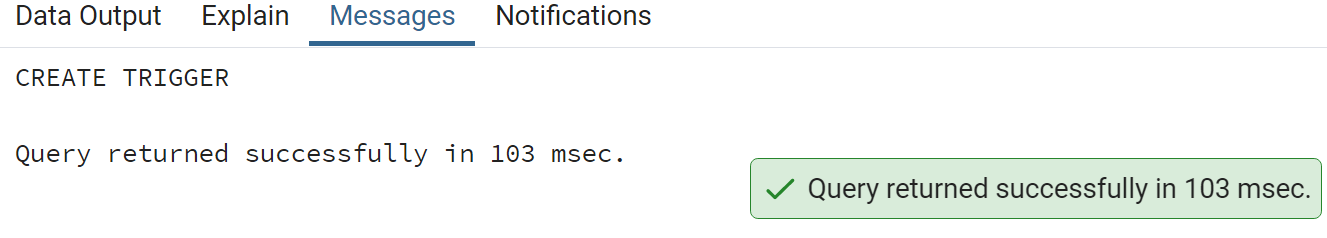 Data Output Explain Messages Notifications
CREATE TRIGGER
Query returned successfully in 103 msec.
Query returned successfully in 103 msec.